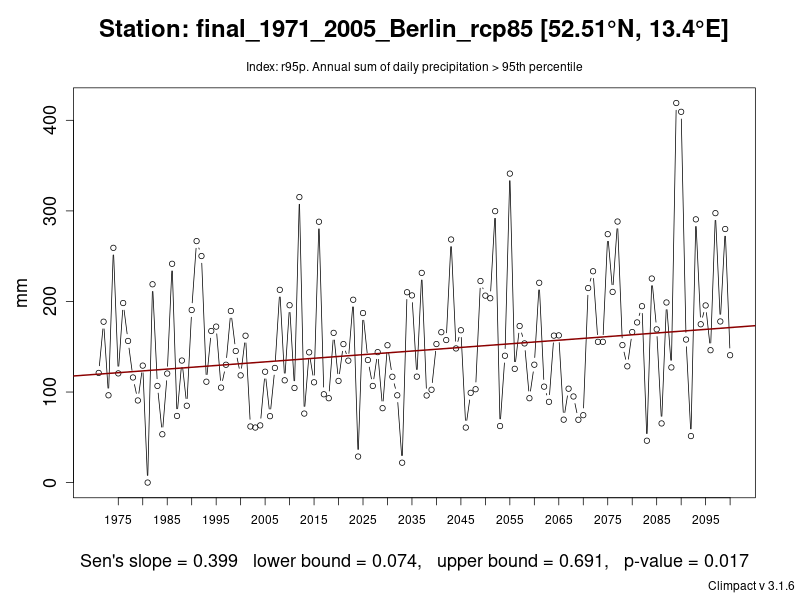 Station: final_1971_2005_Berlin_rcp85 [52.51°N, 13.4°E]
Index: r95p. Annual sum of daily precipitation > 95th percentile
400
300
200
100
0
mm
1975 1985 1995 2005 2015 2025 2035 2045 2055 2065 2075 2085 2095
Sen's slope = 0.399 lower bound = 0.074, upper bound = 0.691, p-value = 0.017
Climpact v 3.1.6